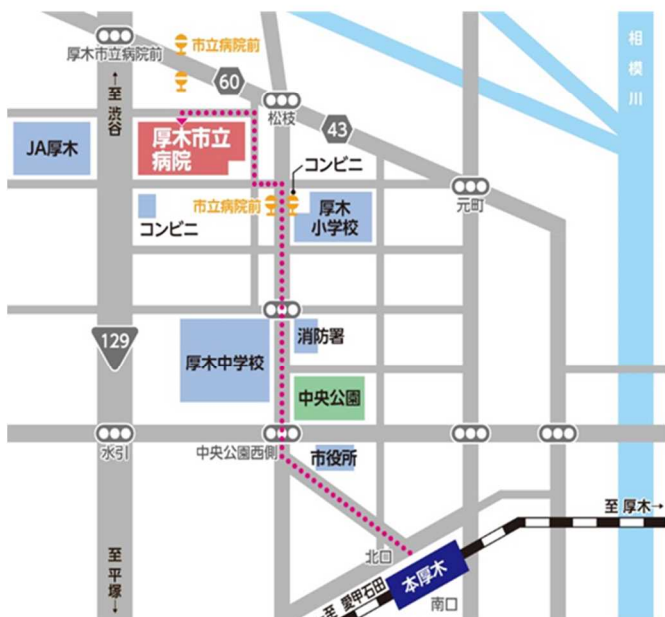 市立病院前
厚木市立病院前
60
相模川
←至 渋谷
松枝
43
JA厚木
厚木市立
病院
コンビニ
元町
市立病院前
厚木
小学校
コンビニ
129
消防署
厚木中学校
中央公園
水引
中央公園西側
市役所
至 厚木→
北口
本厚木
至 愛甲石田
南口
至 平塚→